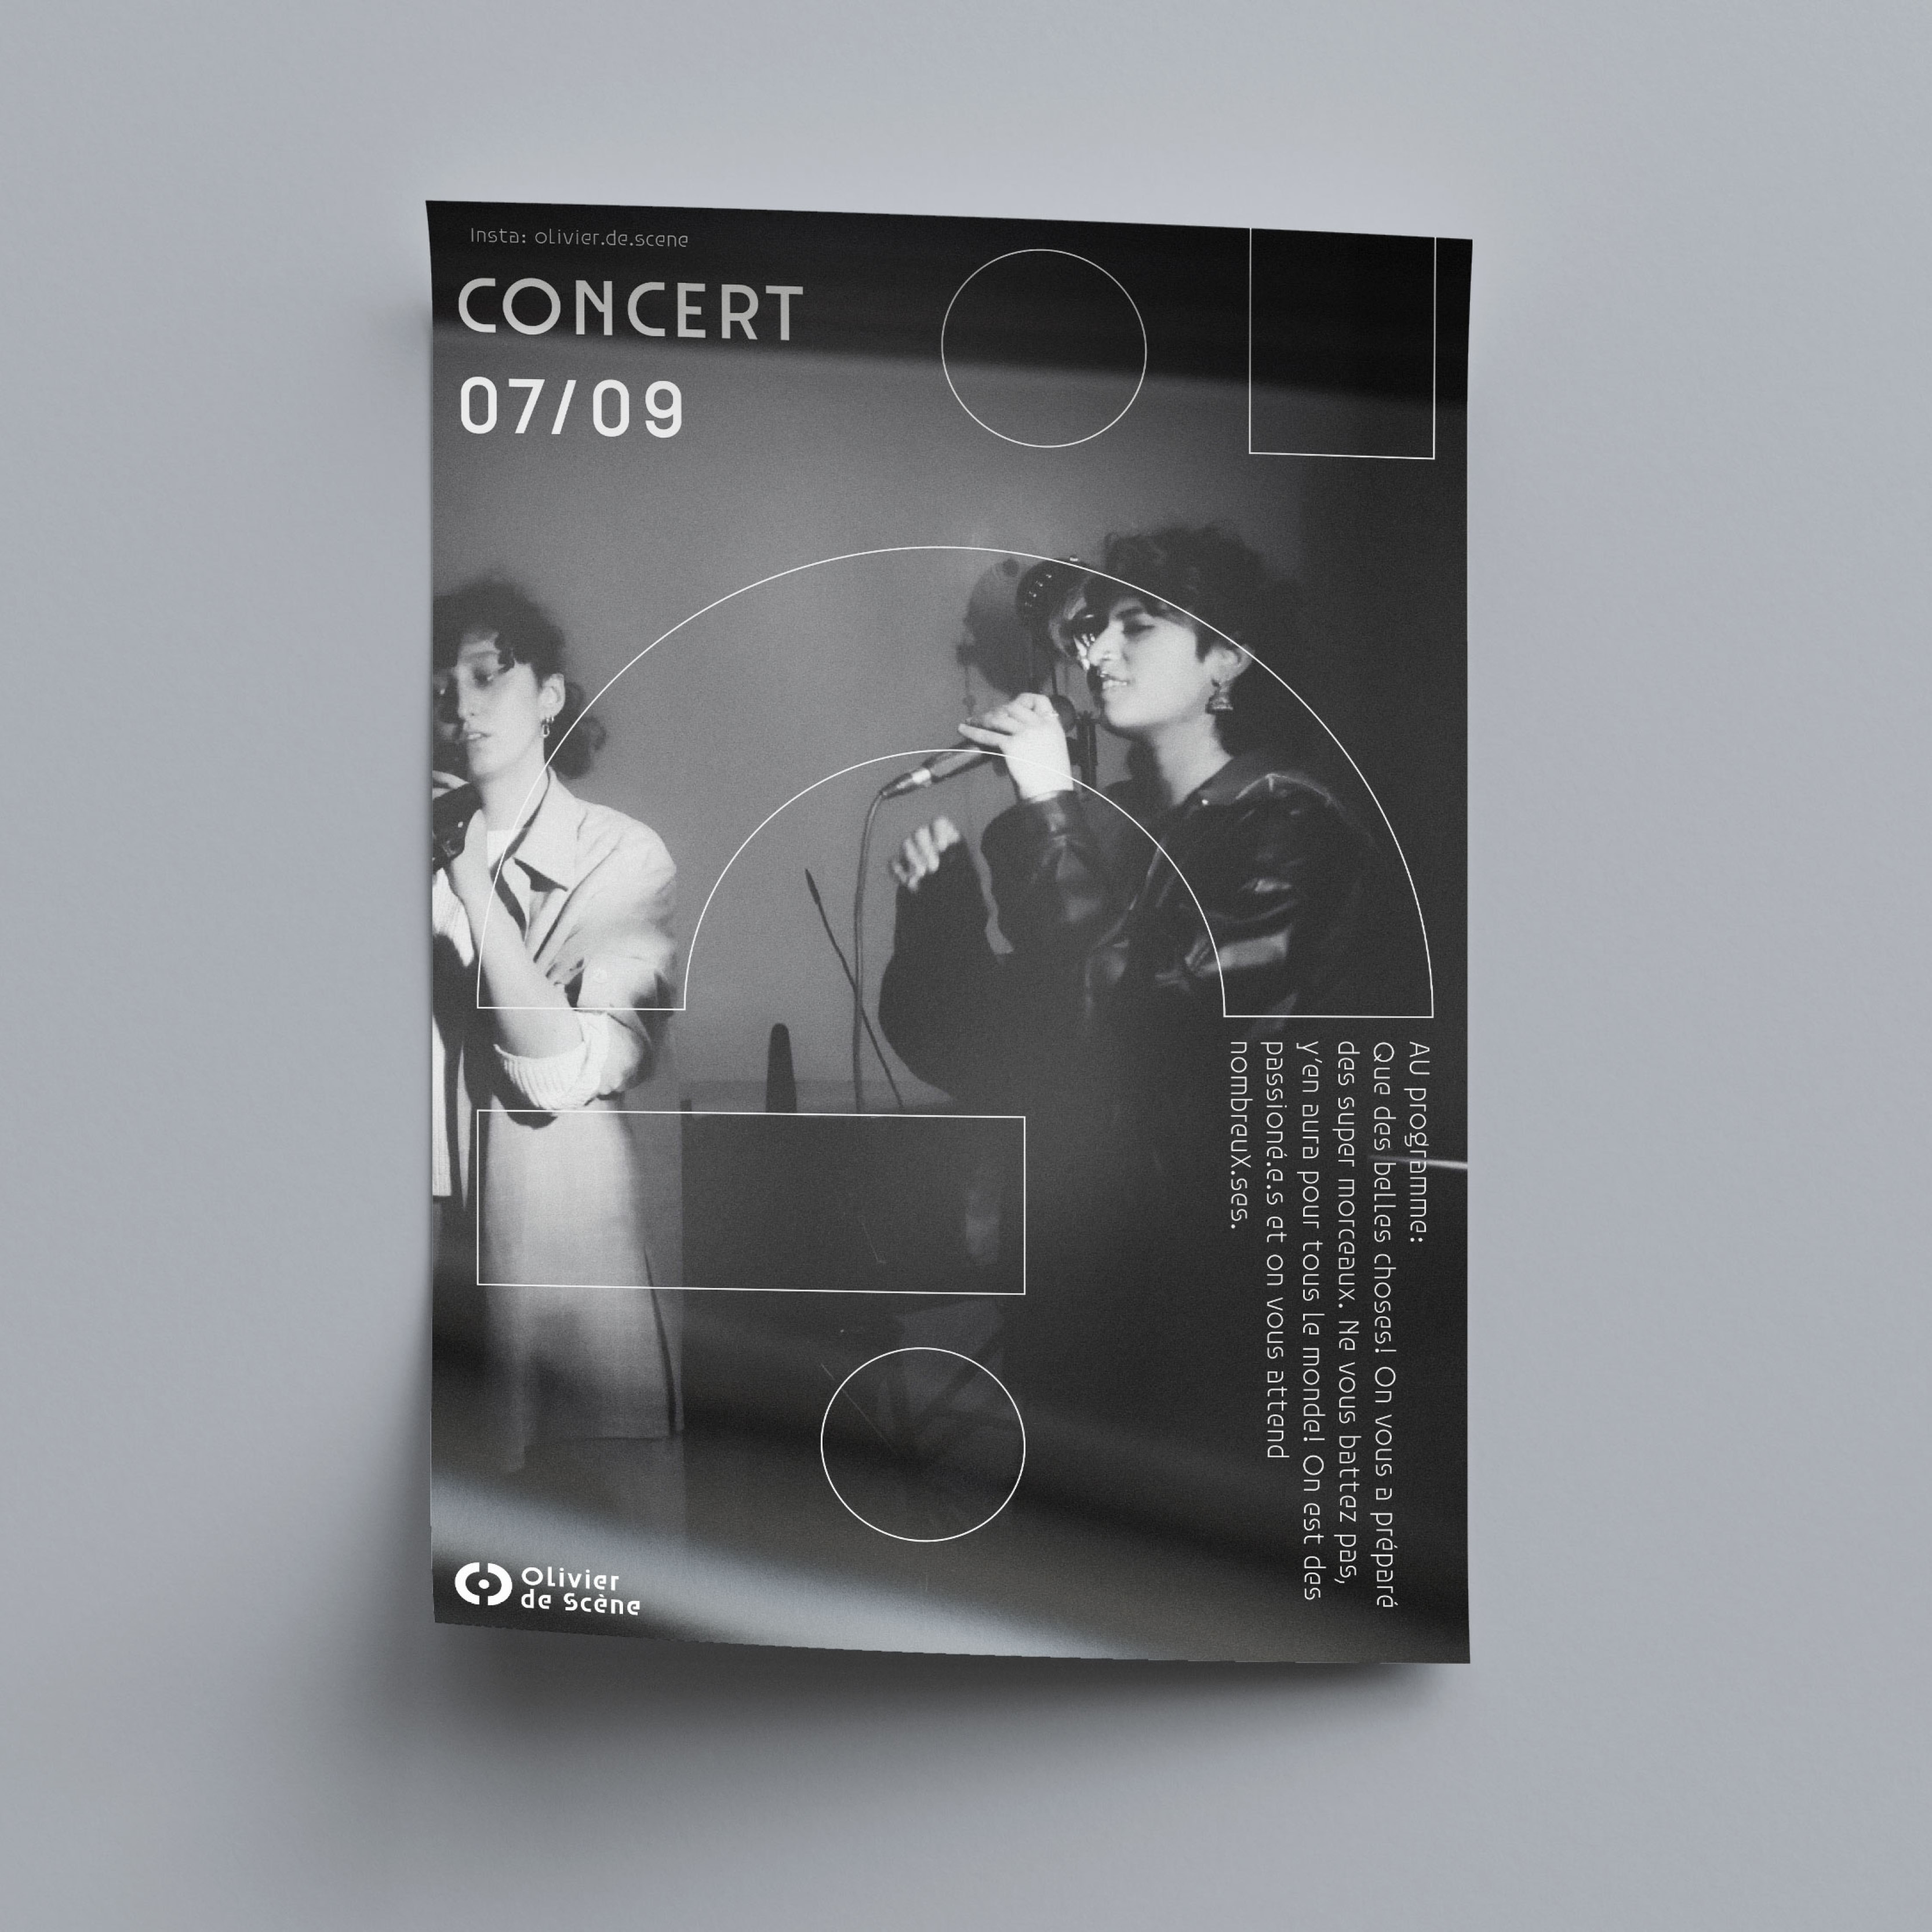 Insta: olivier.de.scene
CONCERT
07/09
AU programme:
Que des belles choses! On vous a préparé
des super morceaux. Ne vous battez pas,
y'en aura pour tous le monde! On est des
passioné.e.s et on vous attend
nombreuX.ses.
Olivier
de Scène